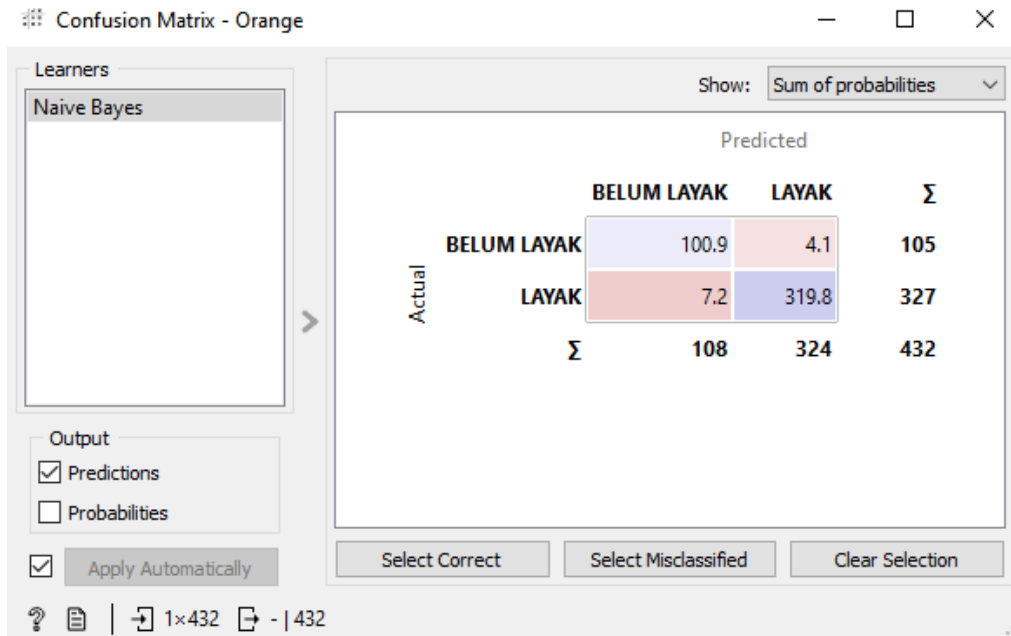 Confusion Matrix - Orange
Learners
Naive Bayes
Show: Sum of probabilities
Predicted
BELUM LAYAK LAYAK Σ
BELUM LAYAK 100.9 4.1 105
Actual
LAYAK 7.2 319.8 327
Σ 108 324 432
Output
Predictions
Probabilities
Apply Automatically
Select Correct Select Misclassified Clear Selection
? 1×432 - | 432